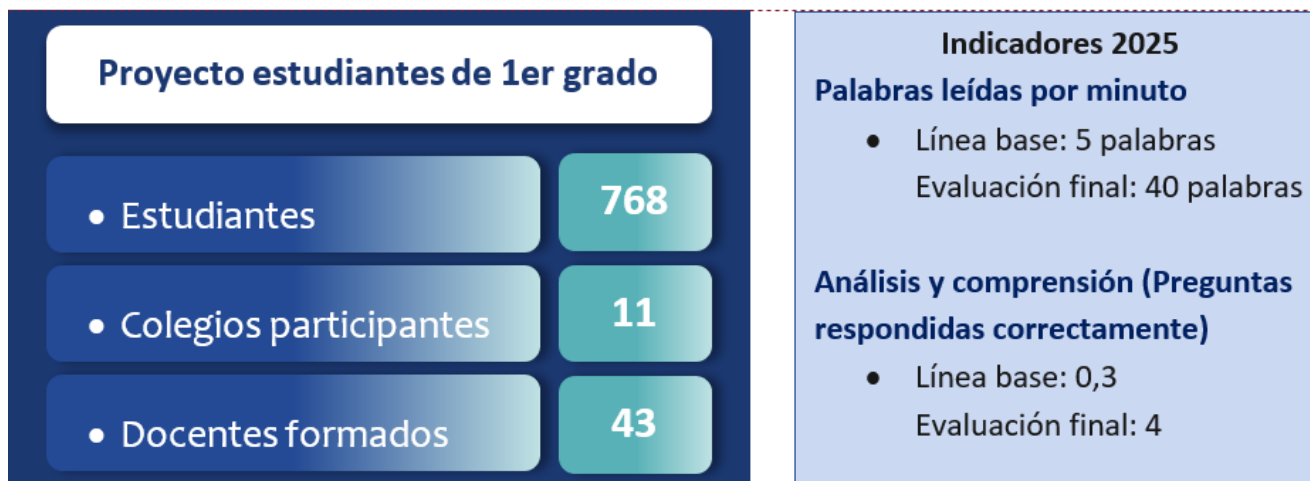 Proyecto estudiantes de 1er grado
• Estudiantes
768
• Colegios participantes
11
• Docentes formados
43
Indicadores 2025
Palabras leídas por minuto
• Línea base: 5 palabras
Evaluación final: 40 palabras
Análisis y comprensión (Preguntas
respondidas correctamente)
• Línea base: 0,3
Evaluación final: 4